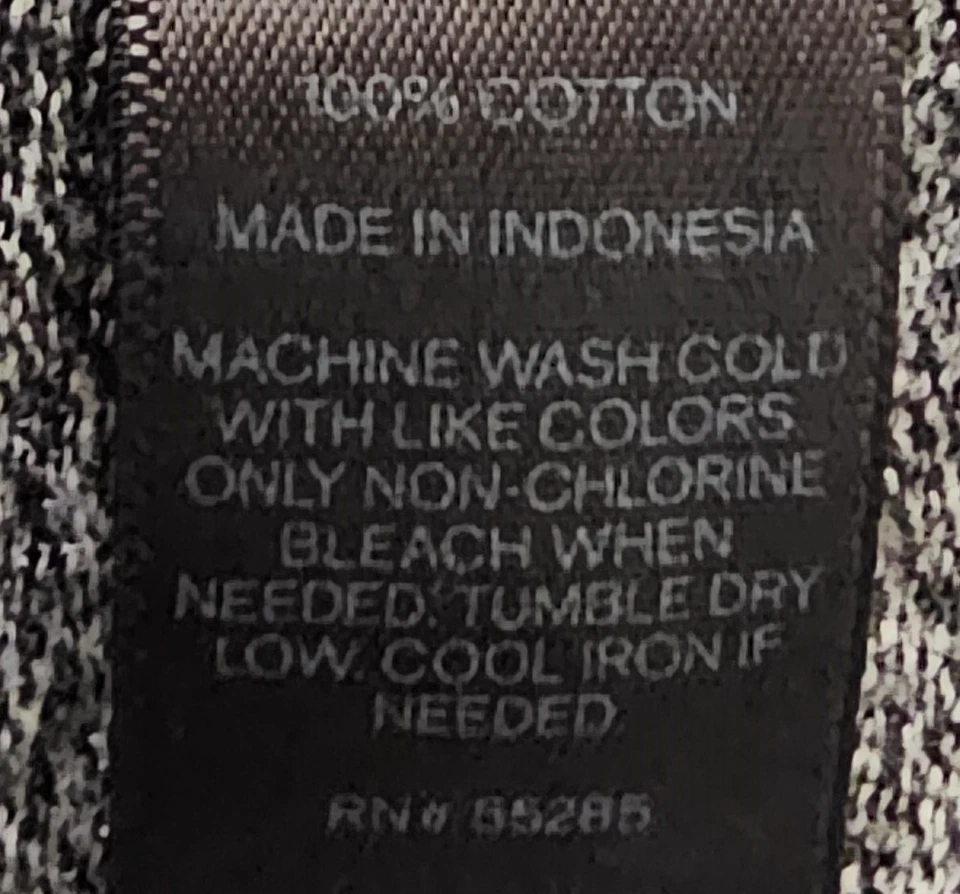 100% COTTON
MADE IN INDONESIA
MACHINE WASH COLD
WITH LIKE COLORS
ONLY NON-CHLORINE
BLEACH WHEN
NEEDED. TUMBLE DRY
LOW. COOL IRON IF
NEEDED.
RN# 55285